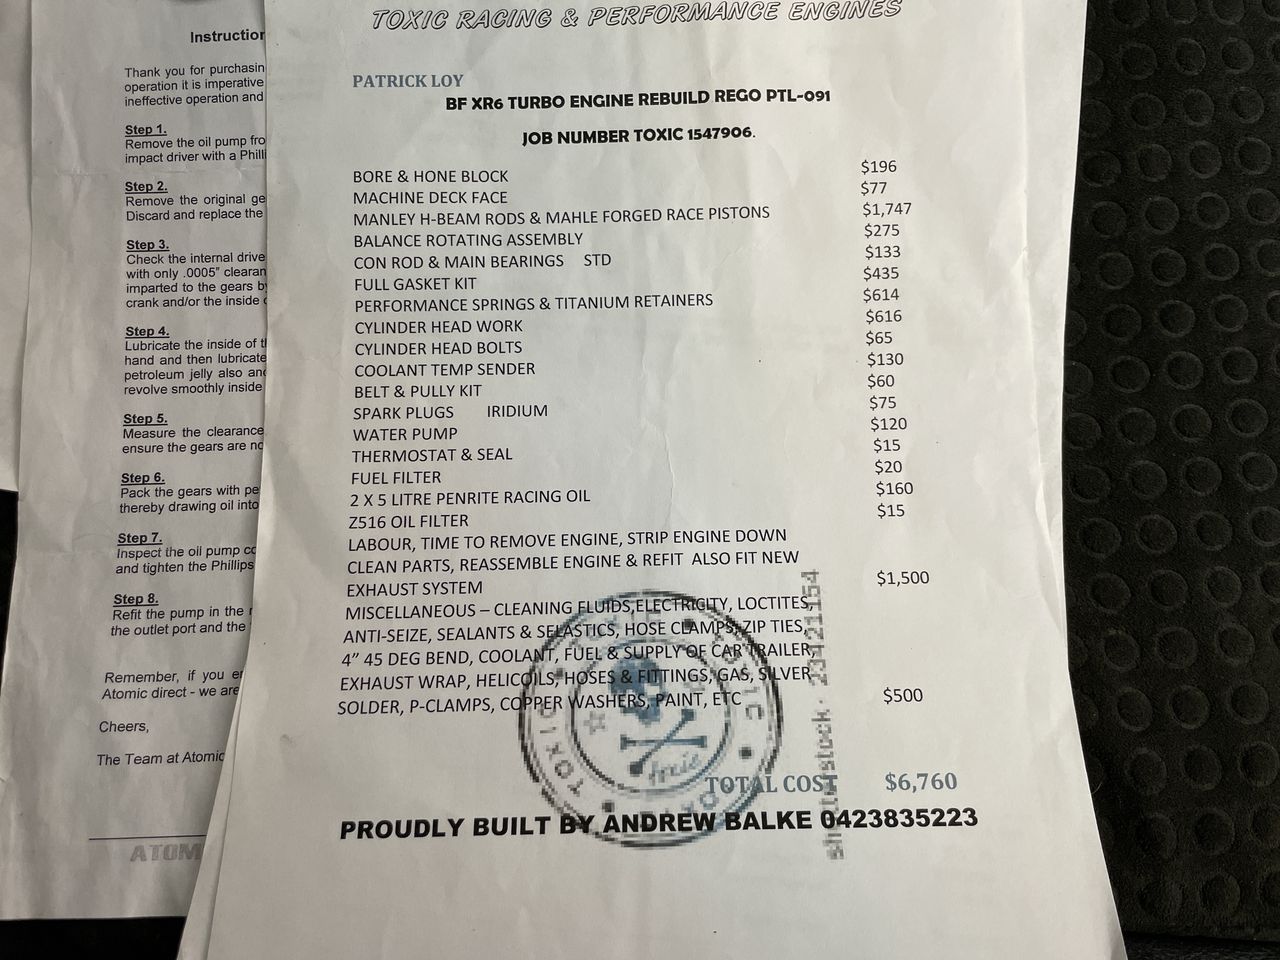 TOXIC RACING & PERFORMANCE ENGINES
PATRICK LOY
BF XR6 TURBO ENGINE REBUILD REGO PTL-091
JOB NUMBER TOXIC 1547906.
BORE & HONE BLOCK $196
MACHINE DECK FACE $77
MANLEY H-BEAM RODS & MAHLE FORGED RACE PISTONS $1,747
BALANCE ROTATING ASSEMBLY $275
CON ROD & MAIN BEARINGS STD $133
FULL GASKET KIT $435
PERFORMANCE SPRINGS & TITANIUM RETAINERS $614
CYLINDER HEAD WORK $616
CYLINDER HEAD BOLTS $65
COOLANT TEMP SENDER $130
BELT & PULLY KIT $60
SPARK PLUGS IRIDIUM $75
WATER PUMP $120
THERMOSTAT & SEAL $15
FUEL FILTER $20
2 X 5 LITRE PENRITE RACING OIL $160
Z516 OIL FILTER $15
LABOUR, TIME TO REMOVE ENGINE, STRIP ENGINE DOWN
CLEAN PARTS, REASSEMBLE ENGINE & REFIT ALSO FIT NEW
EXHAUST SYSTEM $1,500
MISCELLANEOUS – CLEANING FLUIDS,ELECTRICITY, LOCTITES,
ANTI-SEIZE, SEALANTS & SELASTICS, HOSE CLAMPS, ZIP TIES,
4” 45 DEG BEND, COOLANT, FUEL & SUPPLY OF CAR TRAILER,
EXHAUST WRAP, HELICOILS, HOSES & FITTINGS, GAS, SILVER
SOLDER, P-CLAMPS, COPPER WASHERS, PAINT, ETC $500
TOTAL COST $6,760
PROUDLY BUILT BY ANDREW BALKE 0423835223
TOXIC
toxic
Thank you for
operation it is imperative
ineffective operation and
Step 1.
Remove the oil pump
impact driver with a
Step 2.
Remove the original
Discard and replace the
Step 3.
Check the internal drive
with only .0005"
imparted to the gears
crank and/or the inside
Step 4.
Lubricate the inside of
hand and then lubricate
petroleum jelly also
revolve smoothly inside
Step 5.
Measure the clearance
ensure the gears are
Step 6.
Pack the gears with
thereby drawing oil into
Step 7.
Inspect the oil pump
and tighten the Phillips
Step 8.
Refit the pump in the
the outlet port and the
Remember, if you
Atomic direct - we are
Cheers,
The Team at Atomic